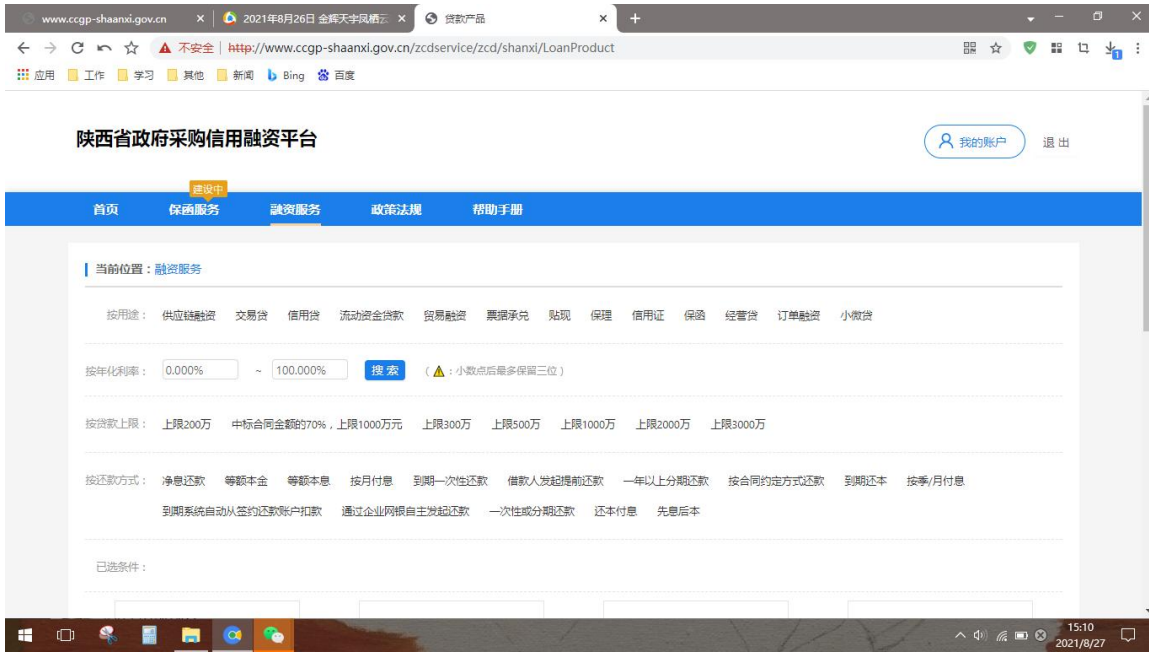 www.ccgp-shaanxi.gov.cn 2021年8月26日 金辉天宇凤栖云 贷款产品
不安全 | http://www.ccgp-shaanxi.gov.cn/zcdservice/zcd/shanxi/LoanProduct
应用 工作 学习 其他 新闻 Bing 百度
陕西省政府采购信用融资平台 我的账户 退出
建设中
首页 保函服务 融资服务 政策法规 帮助手册
当前位置：融资服务
按用途： 供应链融资 交易贷 信用贷 流动资金贷款 贸易融资 票据承兑 贴现 保理 信用证 保函 经营贷 订单融资 小微贷
按年化利率： 0.000% ~ 100.000% 搜索 （ ：小数点后最多保留三位）
按贷款上限： 上限200万 中标合同金额的70%，上限1000万元 上限300万 上限500万 上限1000万 上限2000万 上限3000万
按还款方式： 净息还款 等额本金 等额本息 按月付息 到期一次性还款 借款人发起提前还款 一年以上分期还款 按合同约定方式还款 到期还本 按季/月付息
到期系统自动从签约还款账户扣款 通过企业网银自主发起还款 一次性或分期还款 还本付息 先息后本
已选条件：
15:10
2021/8/27